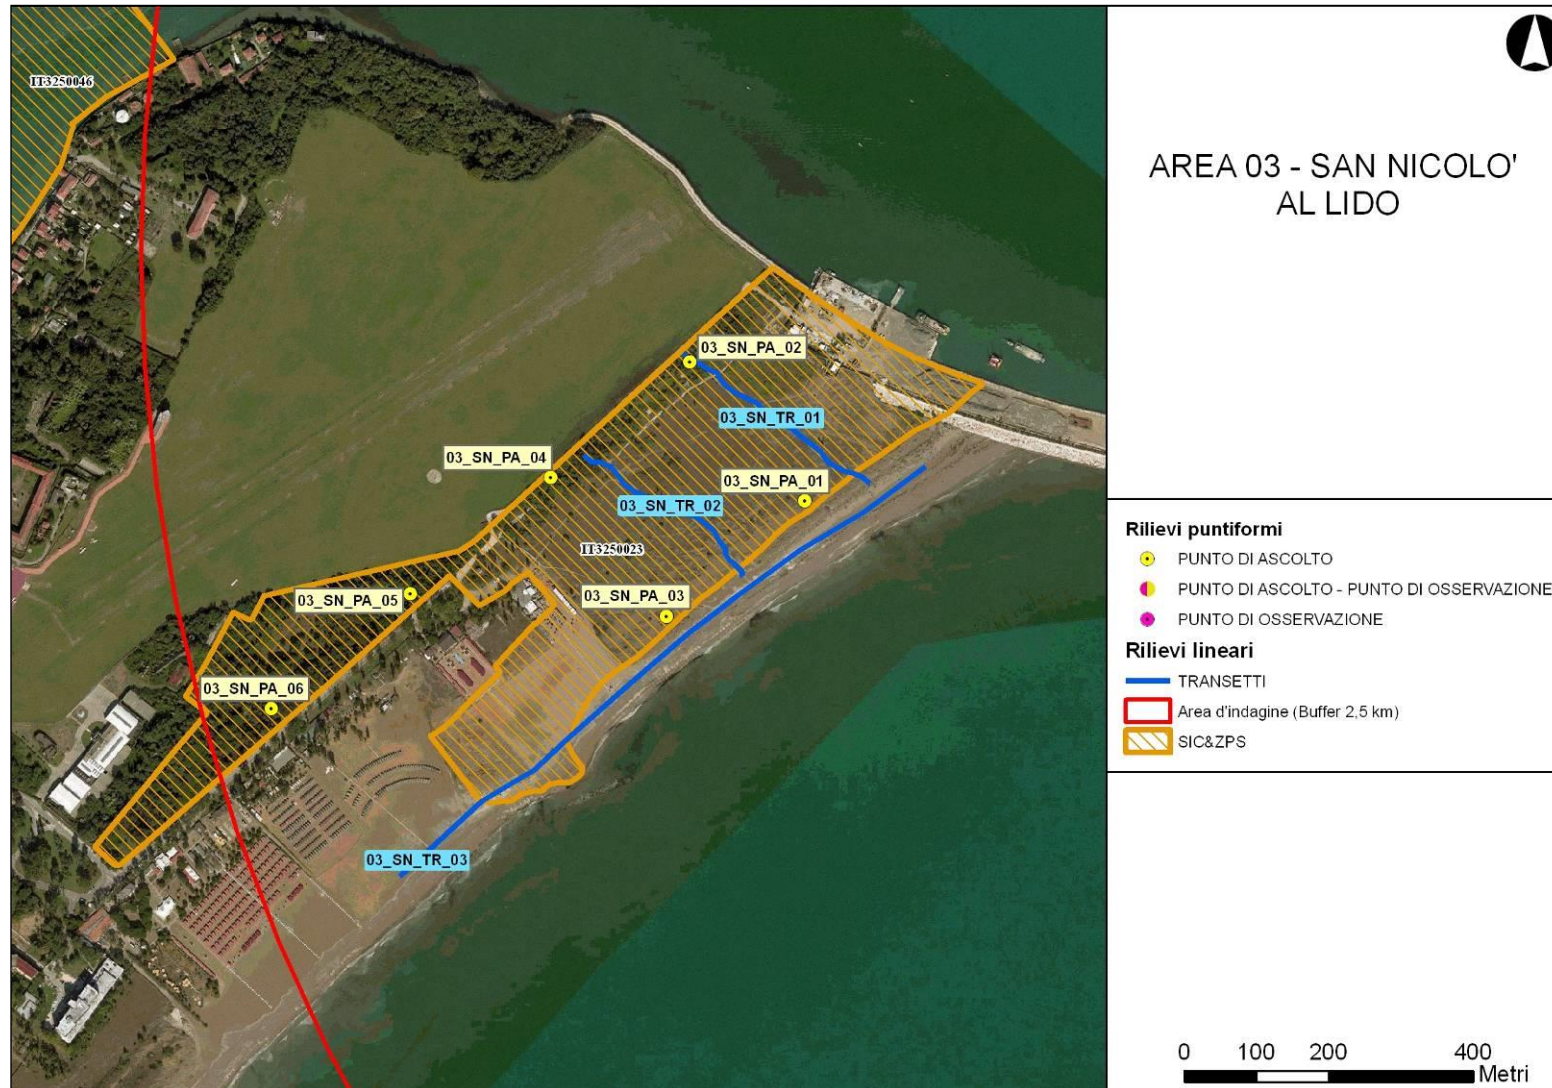 IT3250046
03_SN_PA_02
03_SN_TR_01
03_SN_PA_04
03_SN_PA_01
03_SN_TR_02
IT3250023
03_SN_PA_05
03_SN_PA_03
03_SN_PA_06
03_SN_TR_03
AREA 03 - SAN NICOLO'
AL LIDO
Rilievi puntiformi
PUNTO DI ASCOLTO
PUNTO DI ASCOLTO - PUNTO DI OSSERVAZIONE
PUNTO DI OSSERVAZIONE
Rilievi lineari
TRANSETTI
Area d'indagine (Buffer 2,5 km)
SIC&ZPS
0 100 200 400
Metri